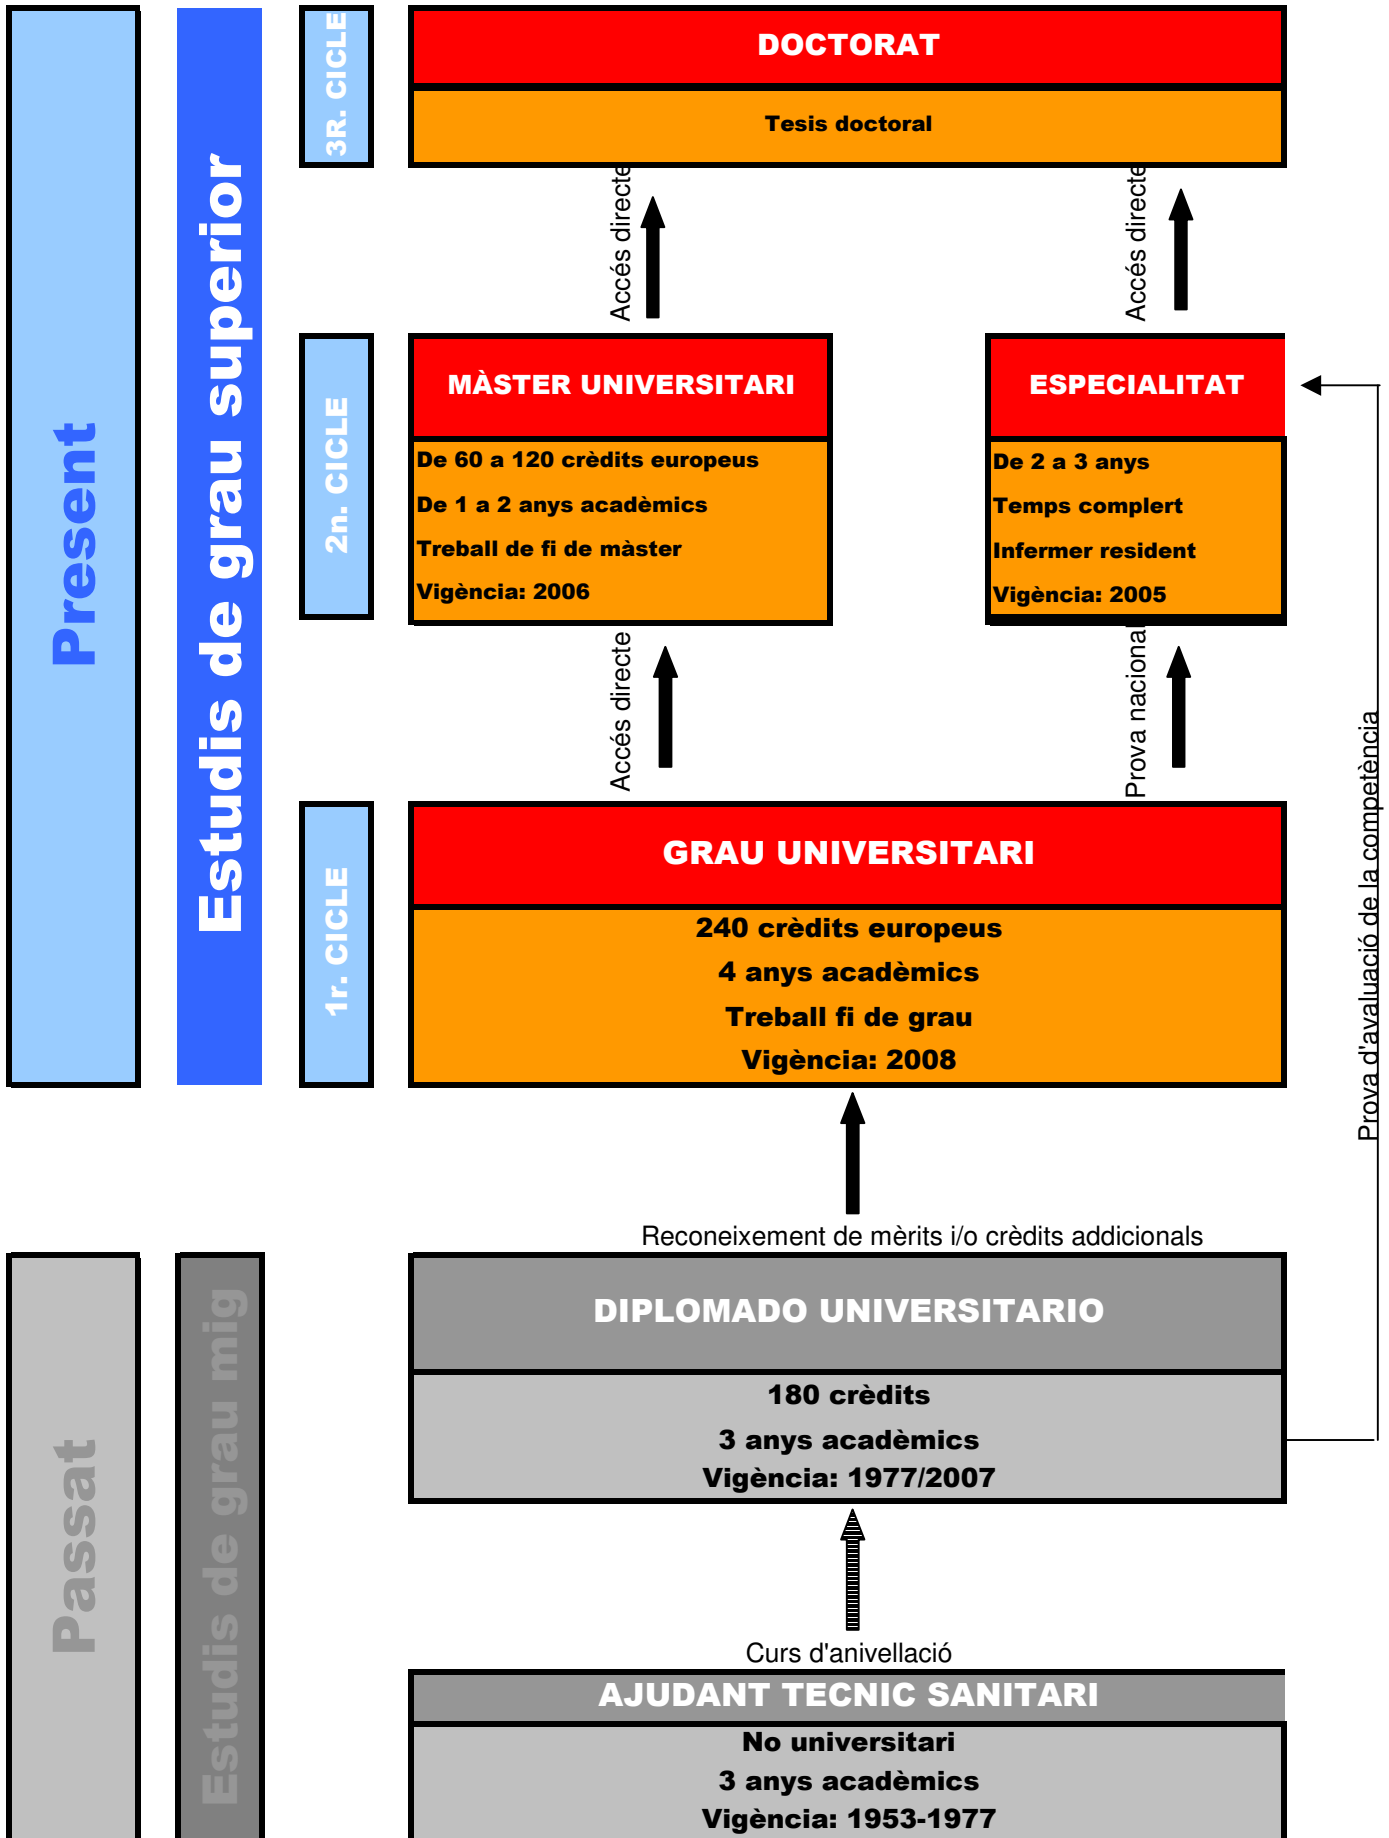 Present
Estudis de grau superior
3R. CICLE
DOCTORAT
Tesis doctoral
Accés directe
Accés directe
2n. CICLE
MÀSTER UNIVERSITARI
De 60 a 120 crèdits europeus
De 1 a 2 anys acadèmics
Treball de fi de màster
Vigència: 2006
ESPECIALITAT
De 2 a 3 anys
Temps complert
Infermer resident
Vigència: 2005
Accés directe
Prova nacional
Prova d'avaluació de la competència
1r. CICLE
GRAU UNIVERSITARI
240 crèdits europeus
4 anys acadèmics
Treball fi de grau
Vigència: 2008
Reconeixement de mèrits i/o crèdits addicionals
Passat
Estudis de grau mig
DIPLOMADO UNIVERSITARIO
180 crèdits
3 anys acadèmics
Vigència: 1977/2007
Curs d'anivellació
AJUDANT TECNIC SANITARI
No universitari
3 anys acadèmics
Vigència: 1953-1977